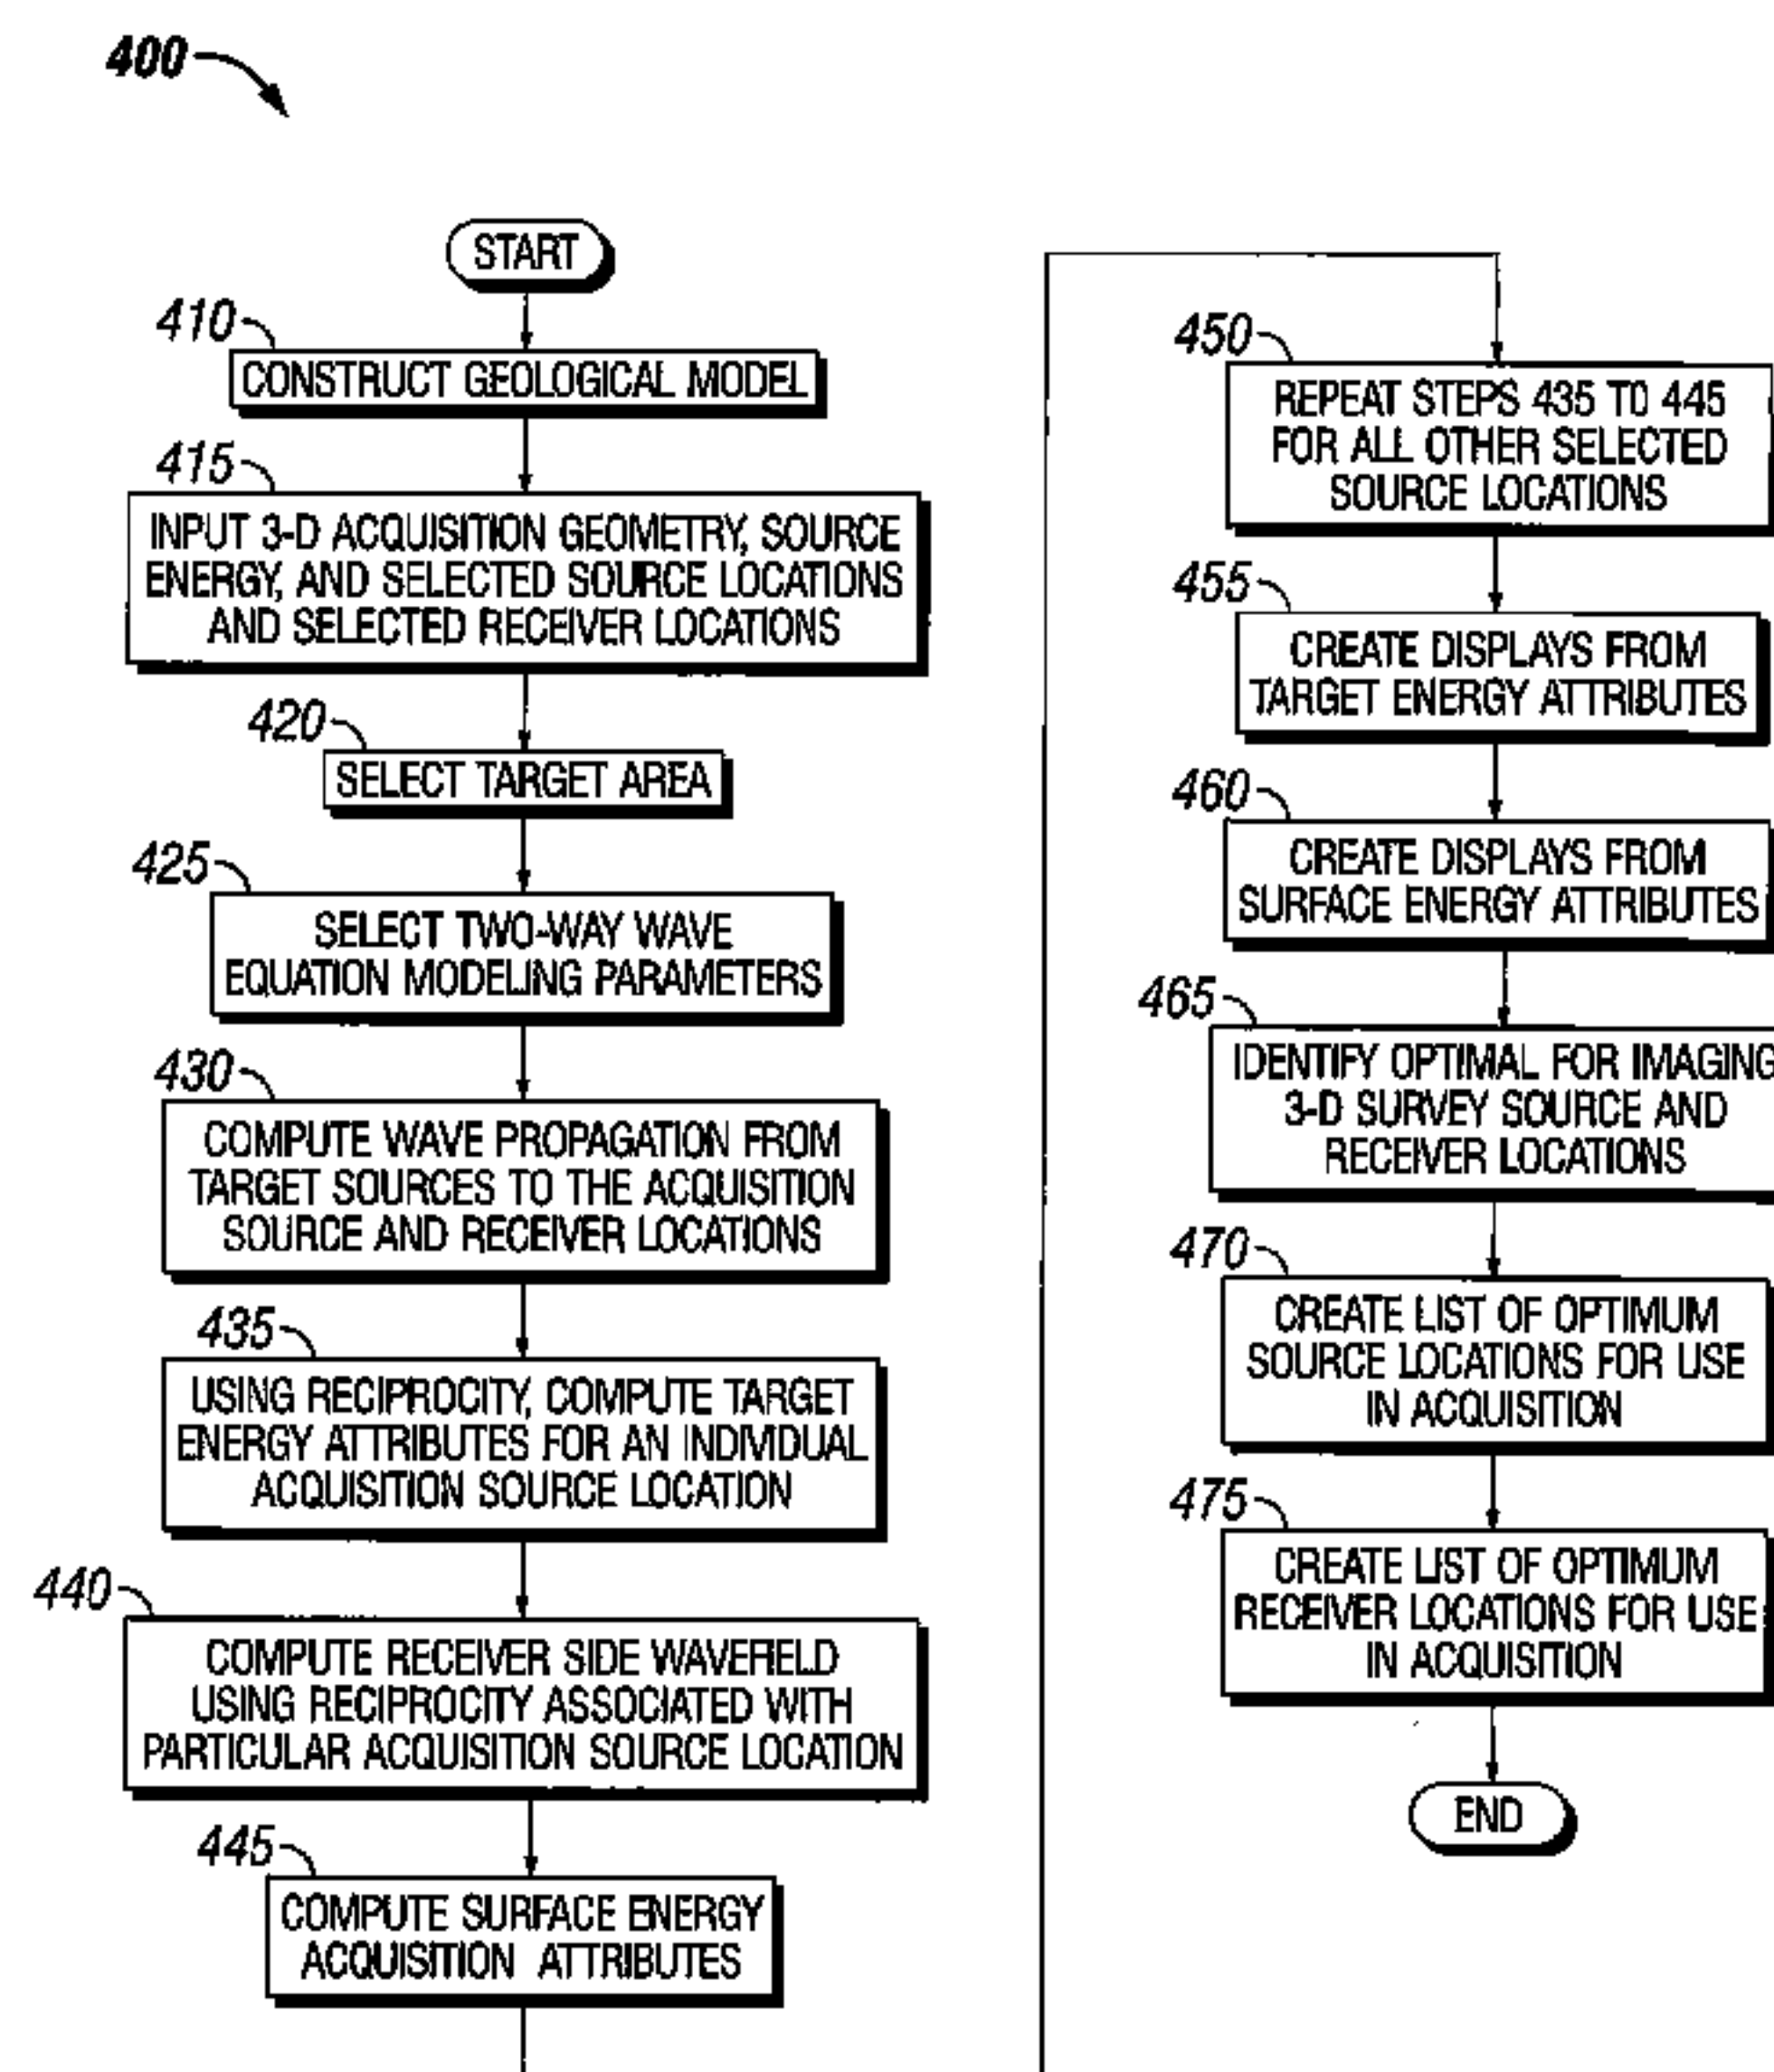 400
START
410
CONSTRUCT GEOLOGICAL MODEL
415
INPUT 3-D ACQUISITION GEOMETRY, SOURCE
ENERGY, AND SELECTED SOURCE LOCATIONS
AND SELECTED RECEIVER LOCATIONS
420
SELECT TARGET AREA
425
SELECT TWO-WAY WAVE
EQUATION MODELING PARAMETERS
430
COMPUTE WAVE PROPAGATION FROM
TARGET SOURCES TO THE ACQUISITION
SOURCE AND RECEIVER LOCATIONS
435
USING RECIPROCITY, COMPUTE TARGET
ENERGY ATTRIBUTES FOR AN INDIVIDUAL
ACQUISITION SOURCE LOCATION
440
COMPUTE RECEIVER SIDE WAVEFIELD
USING RECIPROCITY ASSOCIATED WITH
PARTICULAR ACQUISITION SOURCE LOCATION
445
COMPUTE SURFACE ENERGY
ACQUISITION ATTRIBUTES
450
REPEAT STEPS 435 TO 445
FOR ALL OTHER SELECTED
SOURCE LOCATIONS
455
CREATE DISPLAYS FROM
TARGET ENERGY ATTRIBUTES
460
CREATE DISPLAYS FROM
SURFACE ENERGY ATTRIBUTES
465
IDENTIFY OPTIMAL FOR IMAGING
3-D SURVEY SOURCE AND
RECEIVER LOCATIONS
470
CREATE LIST OF OPTIMUM
SOURCE LOCATIONS FOR USE
IN ACQUISITION
475
CREATE LIST OF OPTIMUM
RECEIVER LOCATIONS FOR USE
IN ACQUISITION
END